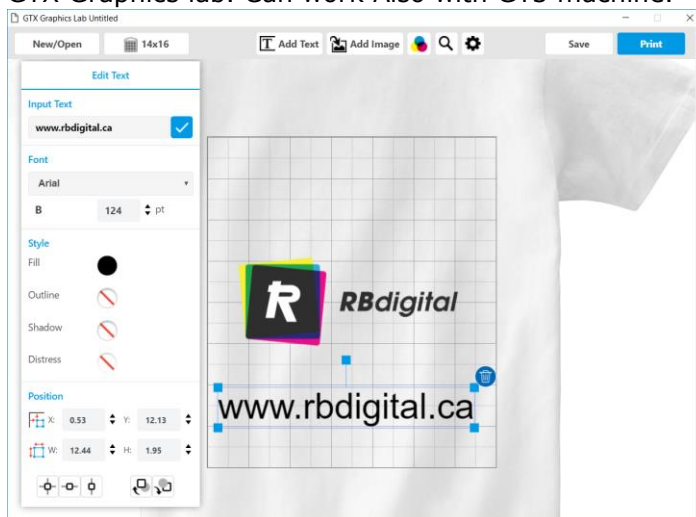 GTX Graphics lab. Can work Also with GTS machine.
GTX Graphics Lab Untitled
New/Open 14x16 Add Text Add Image Save Print
Edit Text
Input Text
www.rbdigital.ca
Font
Arial
B 124 pt
Style
Fill
Outline
Shadow
Distress
Position
X: 0.53 Y: 12.13
W: 12.44 H: 1.95
R RBdigital
www.rbdigital.ca